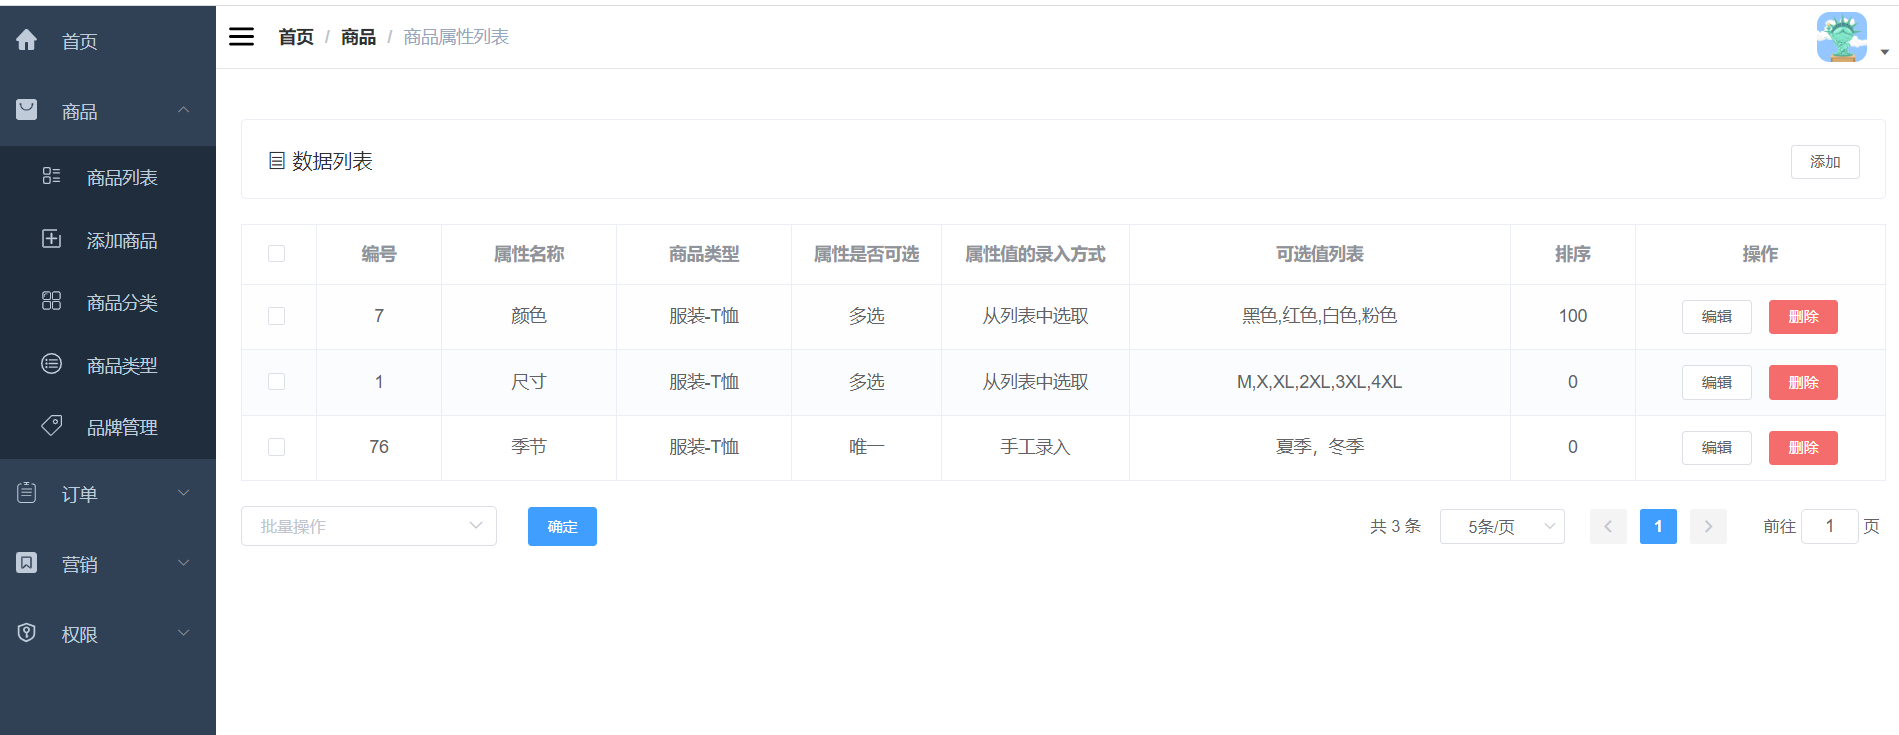 首页
商品
商品列表
添加商品
商品分类
商品类型
品牌管理
订单
营销
权限
首页 / 商品 / 商品属性列表
数据列表 添加
编号 属性名称 商品类型 属性是否可选 属性值的录入方式 可选值列表 排序 操作
7 颜色 服装-T恤 多选 从列表中选取 黑色,红色,白色,粉色 100 编辑 删除
1 尺寸 服装-T恤 多选 从列表中选取 M,X,XL,2XL,3XL,4XL 0 编辑 删除
76 季节 服装-T恤 唯一 手工录入 夏季，冬季 0 编辑 删除
批量操作 确定 共 3 条 5条/页 1 前往 1 页